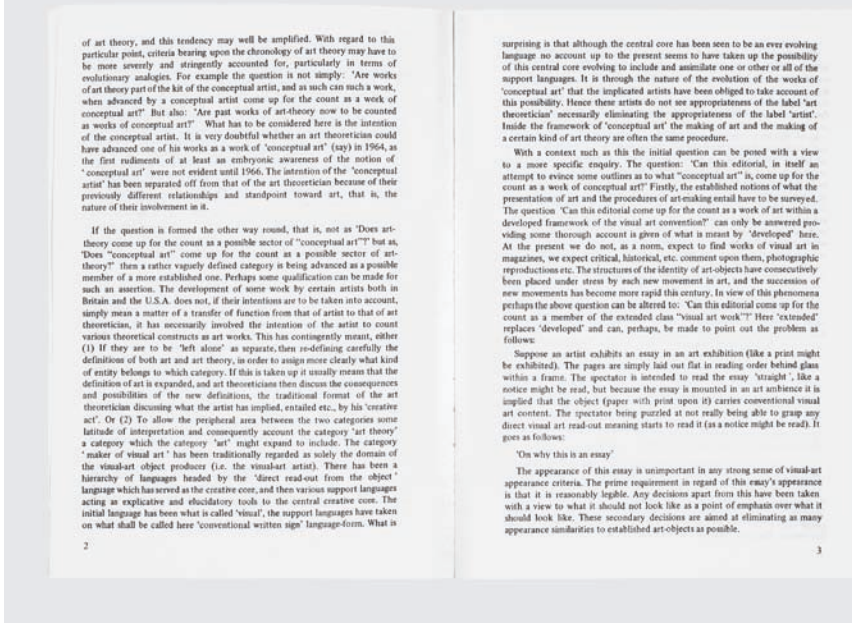 of art theory, and this tendency may well be amplified. With regard to this
particular point, criteria bearing upon the chronology of art theory may have to
be more severely and stringently accounted for, particularly in terms of
evolutionary analogies. For example the question is not simply: 'Are works
of art theory part of the kit of the conceptual artist, and as such can such a work,
when advanced by a conceptual artist come up for the count as a work of
conceptual art?' But also: 'Are past works of art-theory now to be counted
as works of conceptual art?' What has to be considered here is the intention
of the conceptual artist. It is very doubtful whether an art theoreticien could
have advanced one of his works as a work of 'conceptual art' (say) in 1964, as
the first rudiments of at least an embryonic awareness of the notion of
'conceptual art' were not evident until 1966. The intention of the 'conceptual
artist' has been separated off from that of the art theoretician because of their
previously different relationships and standpoint toward art, that is, the
nature of their involvement in it.
If the question is formed the other way round, that is, not as 'Does art-
theory come up for the count as a possible sector of "conceptual art"?' but as,
'Does "conceptual art" come up for the count as a possible sector of art-
theory?' then a rather vaguely defined category is being advanced as a possible
member of a more established one. Perhaps some qualification can be made for
such an assertion. The development of some work by certain artists both in
Britain and the U.S.A. does not, if their intentions are to be taken into account,
simply mean a matter of a transfer of function from that of artist to that of art
theoretician, it has necessarily involved the intention of the artist to count
various theoretical constructs as art works. This has contingently meant, either
(1) If they are to be 'left alone' as separate, then re-defining carefully the
definitions of both art and art theory, in order to assign more clearly what kind
of entity belongs to which category. If this is taken up it usually means that the
definition of art is expanded, and art theoreticians then discuss the consequences
and possibilities of the new definitions, the traditional format of the art
theoretician discussing what the artist has implied, entailed etc., by his 'creative
act'. Or (2) To allow the peripheral area between the two categories some
latitude of interpretation and consequently account the category 'art theory'
a category which the category 'art' might expand to include. The category
'maker of visual art' has been traditionally regarded as solely the domain of
the visual-art object producer (i.e. the visual-art artist). There has been a
hierarchy of languages headed by the 'direct read-out from the object'
language which has served as the creative core, and then various support languages
acting as explicative and elucidatory tools to the central creative core. The
initial language has been what is called 'visual', the support languages have taken
on what shall be called here 'conventional written sign' language-form. What is
2
surprising is that although the central core has been seen to be an ever evolving
language no account up to the present seems to have taken up the possibility
of this central core evolving to include and assimilate one or other or all of the
support languages. It is through the nature of the evolution of the works of
'conceptual art' that the implicated artists have been obliged to take account of
this possibility. Hence these artists do not see appropriateness of the label 'art
theoretician' necessarily eliminating the appropriateness of the label 'artist'.
Inside the framework of 'conceptual art' the making of art and the making of
a certain kind of art theory are often the same procedure.
With a context such as this the initial question can be posed with a view
to a more specific enquiry. The question: 'Can this editorial, in itself an
attempt to evince some outlines as to what "conceptual art" is, come up for the
count as a work of conceptual art?' Firstly, the established notions of what the
presentation of art and the procedures of art-making entail have to be surveyed.
The question 'Can this editorial come up for the count as a work of art within a
developed framework of the visual art convention?' can only be answered pro-
viding some thorough account is given of what is meant by 'developed' here.
At the present we do not, as a norm, expect to find works of visual art in
magazines, we expect critical, historical, etc. comment upon them, photographic
reproductions etc. The structures of the identity of art-objects have consecutively
been placed under stress by each new movement in art, and the succession of
new movements has become more rapid this century. In view of this phenomena
perhaps the above question can be altered to: 'Can this editorial come up for the
count as a member of the extended class "visual art work"?' Here 'extended'
replaces 'developed' and can, perhaps, be made to point out the problem as
follows:
Suppose an artist exhibits an essay in an art exhibition (like a print might
be exhibited). The pages are simply laid out flat in reading order behind glass
within a frame. The spectator is intended to read the essay 'straight', like a
notice might be read, but because the essay is mounted in an art ambience it is
implied that the object (paper with print upon it) carries conventional visual
art content. The spectator being puzzled at not really being able to grasp any
direct visual art read-out meaning starts to read it (as a notice might be read). It
goes as follows:
'On why this is an essay'
The appearance of this essay is unimportant in any strong sense of visual-art
appearance criteria. The prime requirement in regard of this essay's appearance
is that it is reasonably legible. Any decisions apart from this have been taken
with a view to what it should not look like as a point of emphasis over what it
should look like. These secondary decisions are aimed at eliminating as many
appearance similarities to established art-objects as possible.
3